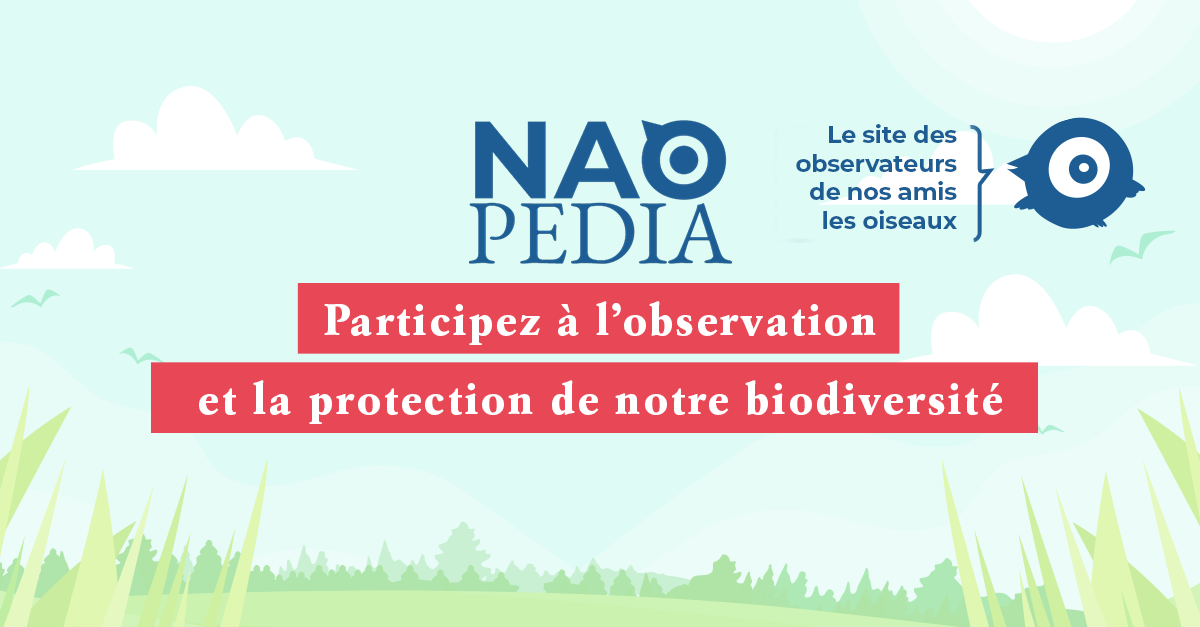 NAO
PEDIA
Le site des
observateurs
de nos amis
les oiseaux
Participez à l’observation
et la protection de notre biodiversité